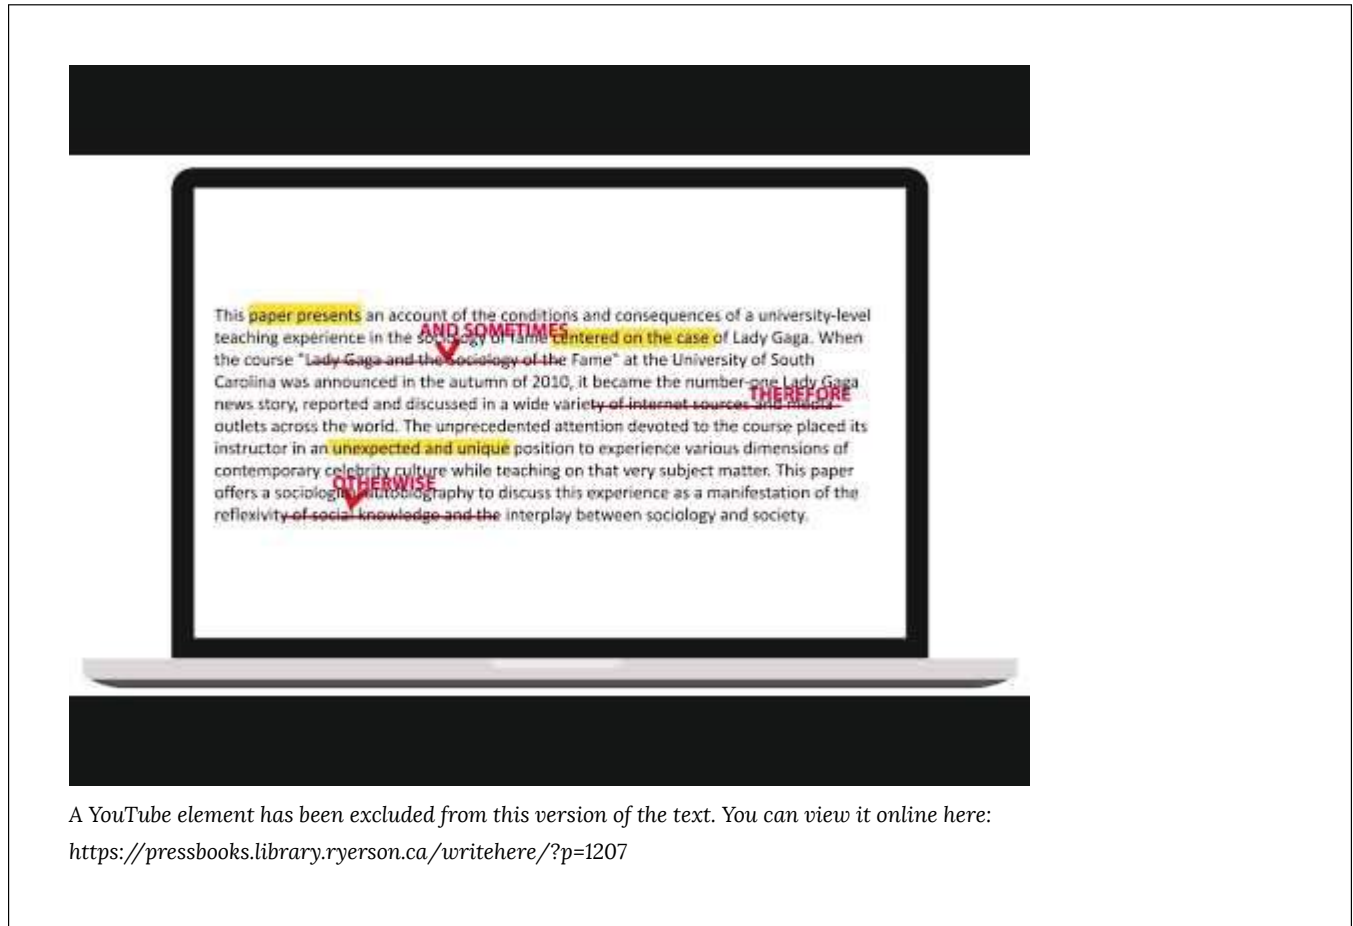 This paper presents an account of the conditions and consequences of a university-level
AND SOMETIMES
teaching experience in the sociology of fame centered on the case of Lady Gaga. When
the course "Lady Gaga and the Sociology of the Fame" at the University of South
Carolina was announced in the autumn of 2010, it became the number-one Lady Gaga
THEREFORE
news story, reported and discussed in a wide variety of internet sources and media
outlets across the world. The unprecedented attention devoted to the course placed its
instructor in an unexpected and unique position to experience various dimensions of
contemporary celebrity culture while teaching on that very subject matter. This paper
OTHERWISE
offers a sociological autobiography to discuss this experience as a manifestation of the
reflexivity of social knowledge and the interplay between sociology and society.
A YouTube element has been excluded from this version of the text. You can view it online here:
https://pressbooks.library.ryerson.ca/writehere/?p=1207